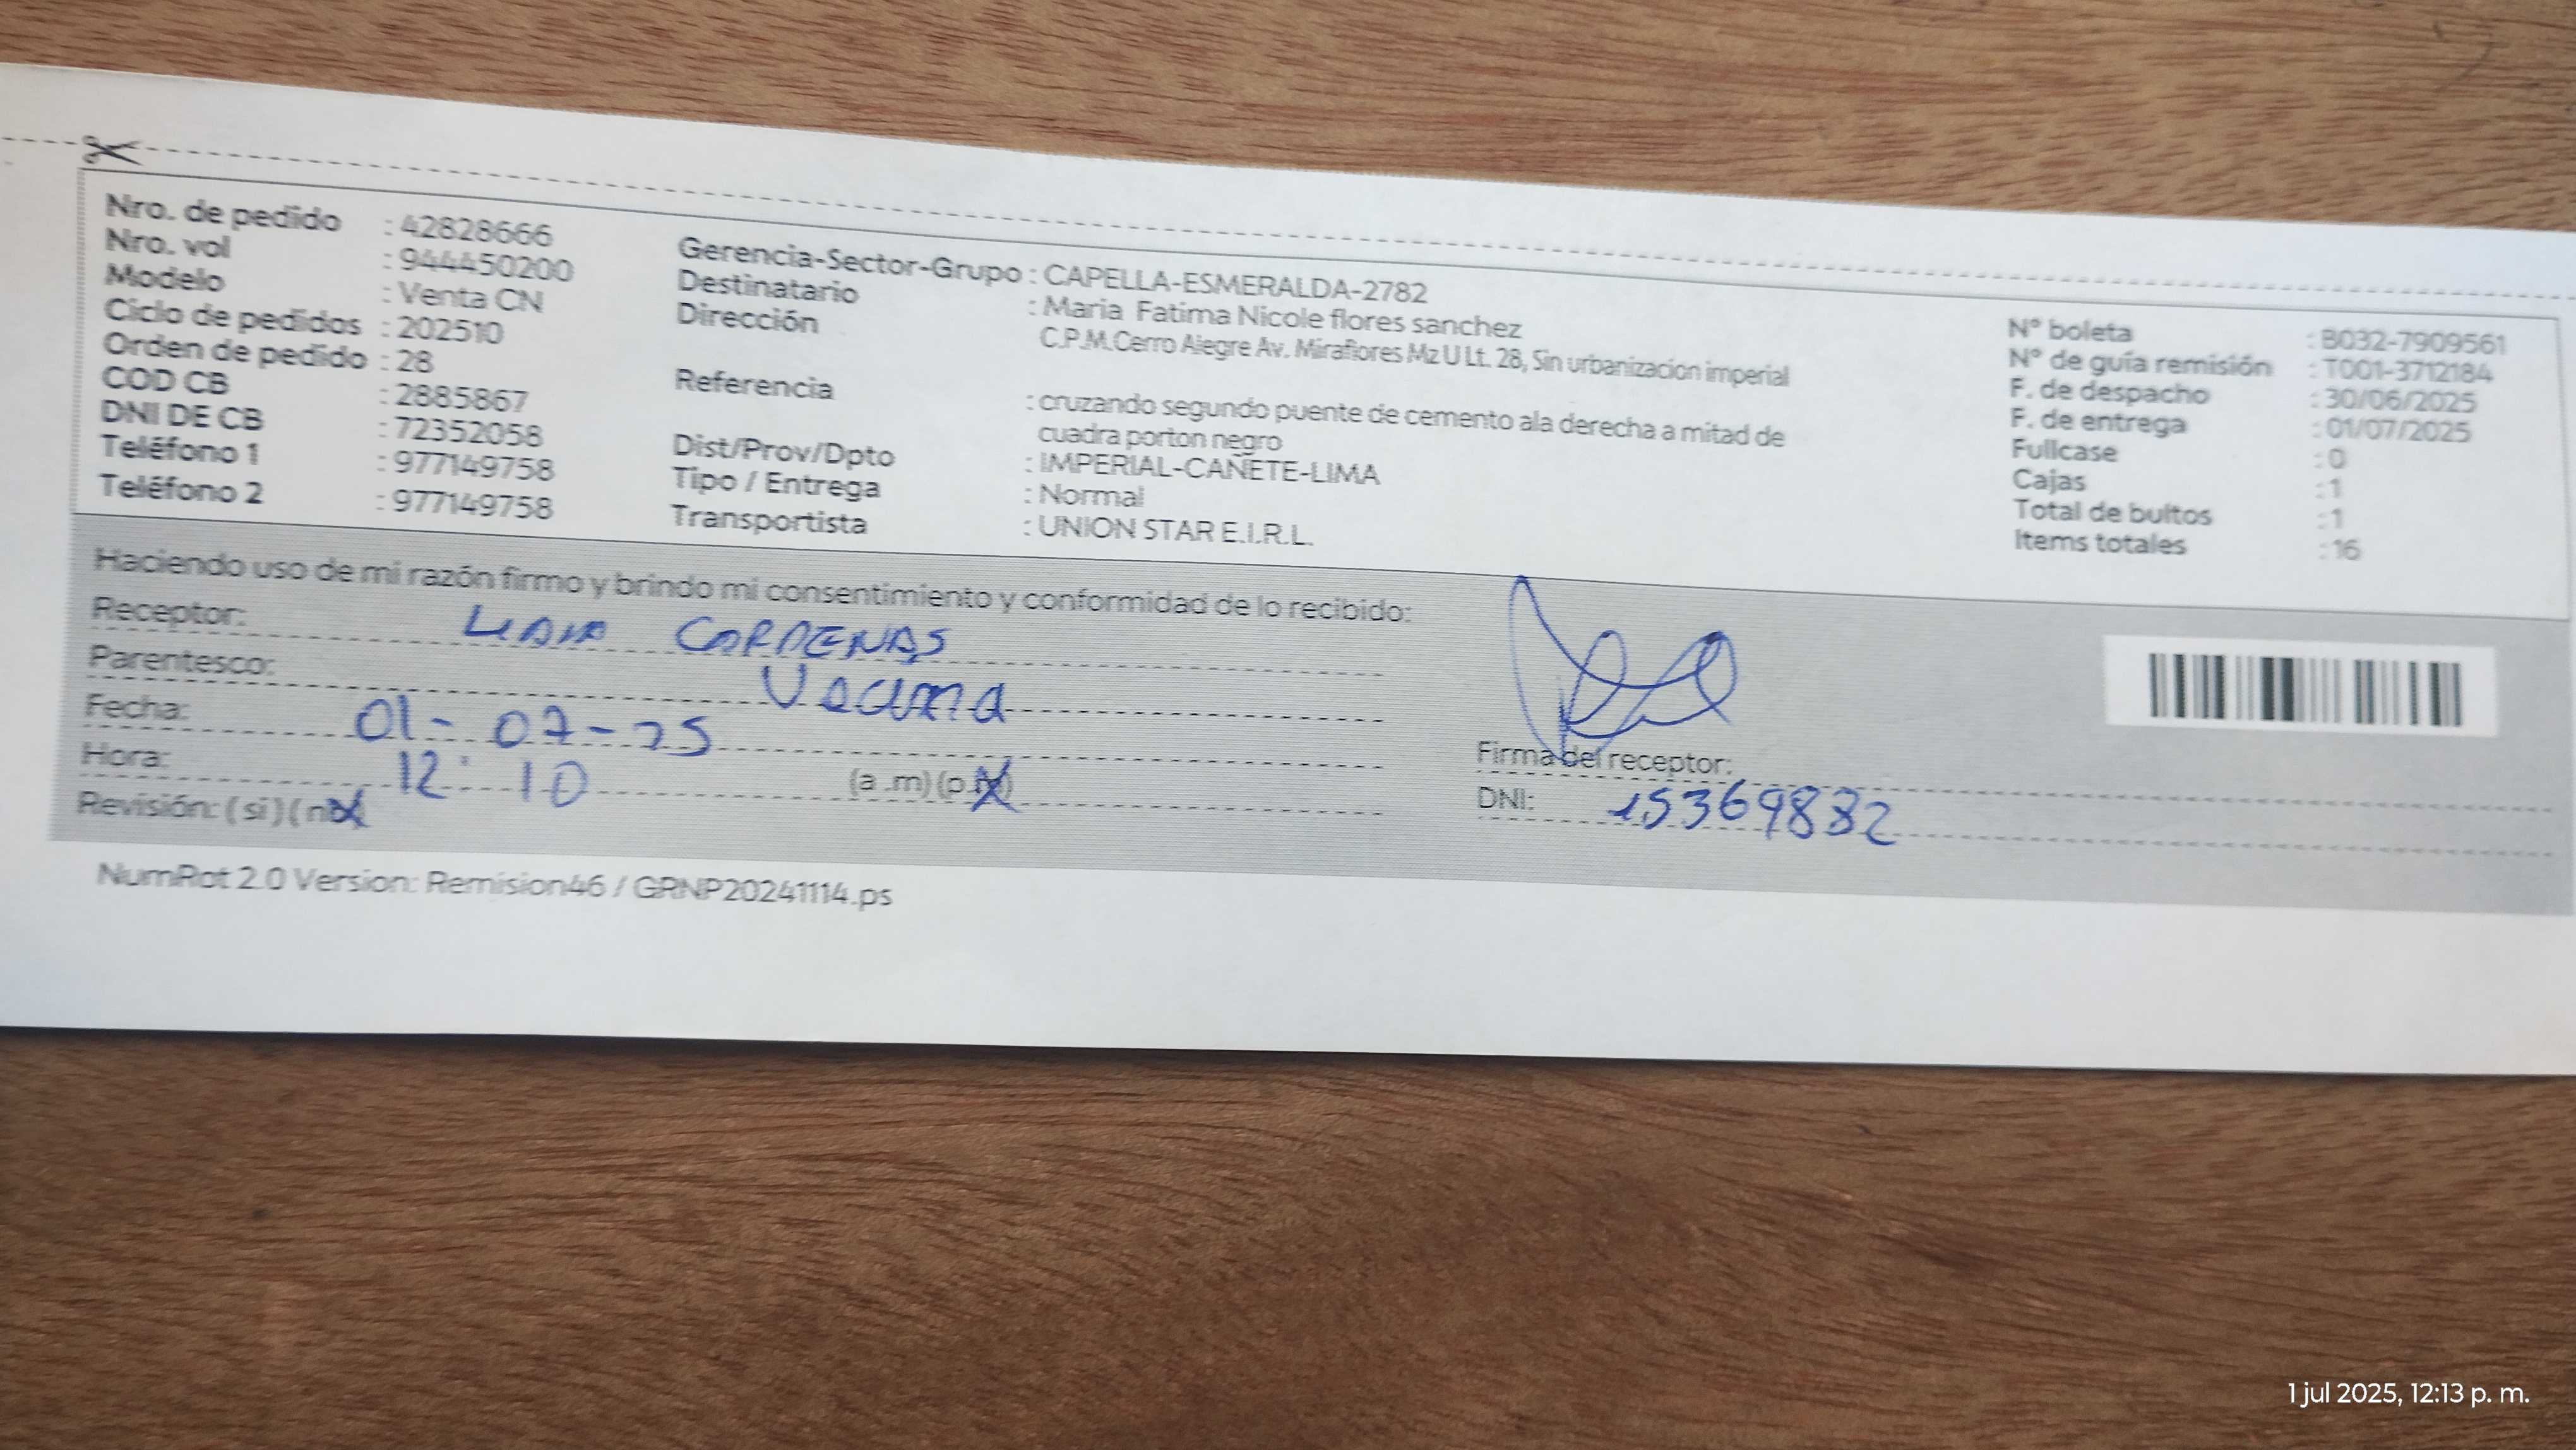 Nro. de pedido : 42828666
Nro. vol : 944450200
Modelo : Venta CN
Ciclo de pedidos : 202510
Orden de pedido : 28
COD CB : 2885867
DNI DE CB : 72352058
Teléfono 1 : 977149758
Teléfono 2 : 977149758
Gerencia-Sector-Grupo : CAPELLA-ESMERALDA-2782
Destinatario : Maria Fatima Nicole flores sanchez
Dirección C.P.M.Cerro Alegre Av. Miraflores Mz U Lt. 28, Sin urbanizacion imperial
Referencia : cruzando segundo puente de cemento ala derecha a mitad de
cuadra porton negro
Dist/Prov/Dpto : IMPERIAL-CAÑETE-LIMA
Tipo / Entrega : Normal
Transportista : UNION STAR E.I.R.L.
N° boleta : B032-7909561
N° de guía remisión : T001-3712184
F. de despacho : 30/06/2025
F. de entrega : 01/07/2025
Fullcase : 0
Cajas : 1
Total de bultos : 1
Items totales : 16
Haciendo uso de mi razón firmo y brindo mi consentimiento y conformidad de lo recibido:
Receptor: CARDENAS
Parentesco: Vecina
Fecha: 01-07-25
Hora: 12:10 (a .m) (p.m)
Revisión: ( si ) ( no )
Firma del receptor:
DNI: 15369882
NumRot 2.0 Version: Remision46 / GRNP20241114.ps
1 jul 2025, 12:13 p. m.